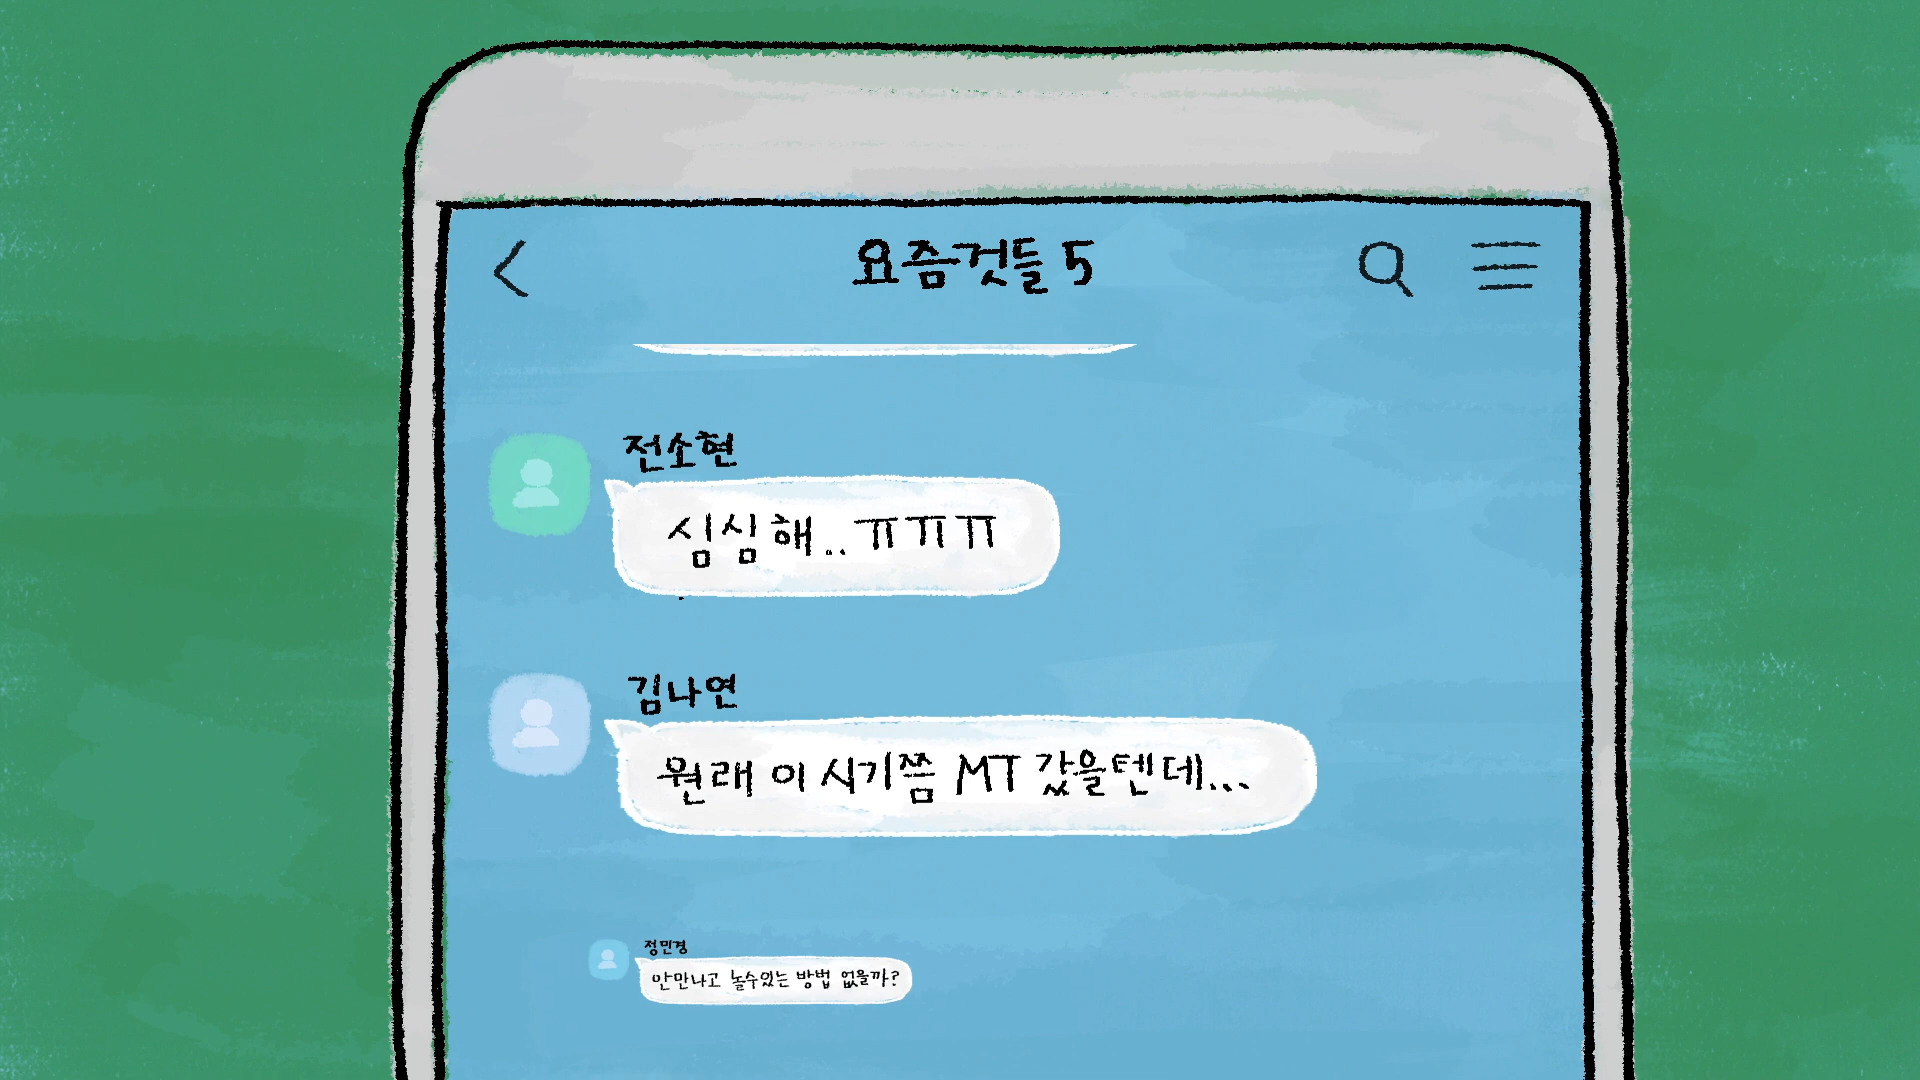 요즘것들 5
전소현
심심해..ㅠㅠㅠ
김나연
원래 이 시기쯤 MT 갔을텐데...
정민경
안만나고 놀수있는 방법 없을까?